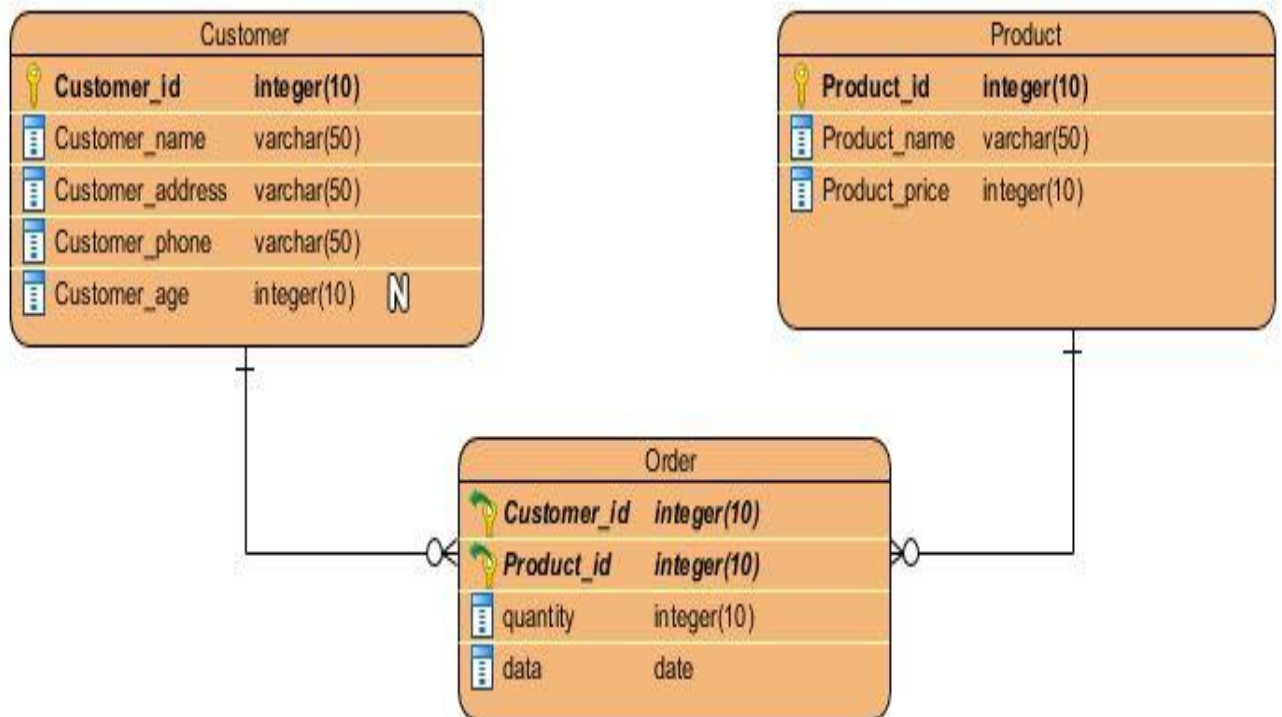 Customer
Customer_id integer(10)
Customer_name varchar(50)
Customer_address varchar(50)
Customer_phone varchar(50)
Customer_age integer(10) N
Product
Product_id integer(10)
Product_name varchar(50)
Product_price integer(10)
Order
Customer_id integer(10)
Product_id integer(10)
quantity integer(10)
data date